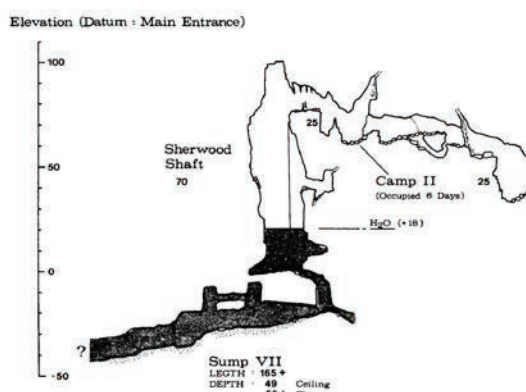 Elevation (Datum : Main Entrance)
100
25
Sherwood
Shaft
70
50
Camp II
(Occupied 6 Days)
25
H2O (+18)
0
?
Sump VII
LEGTH : 165 +
-50
DEPTH : 49 Ceiling